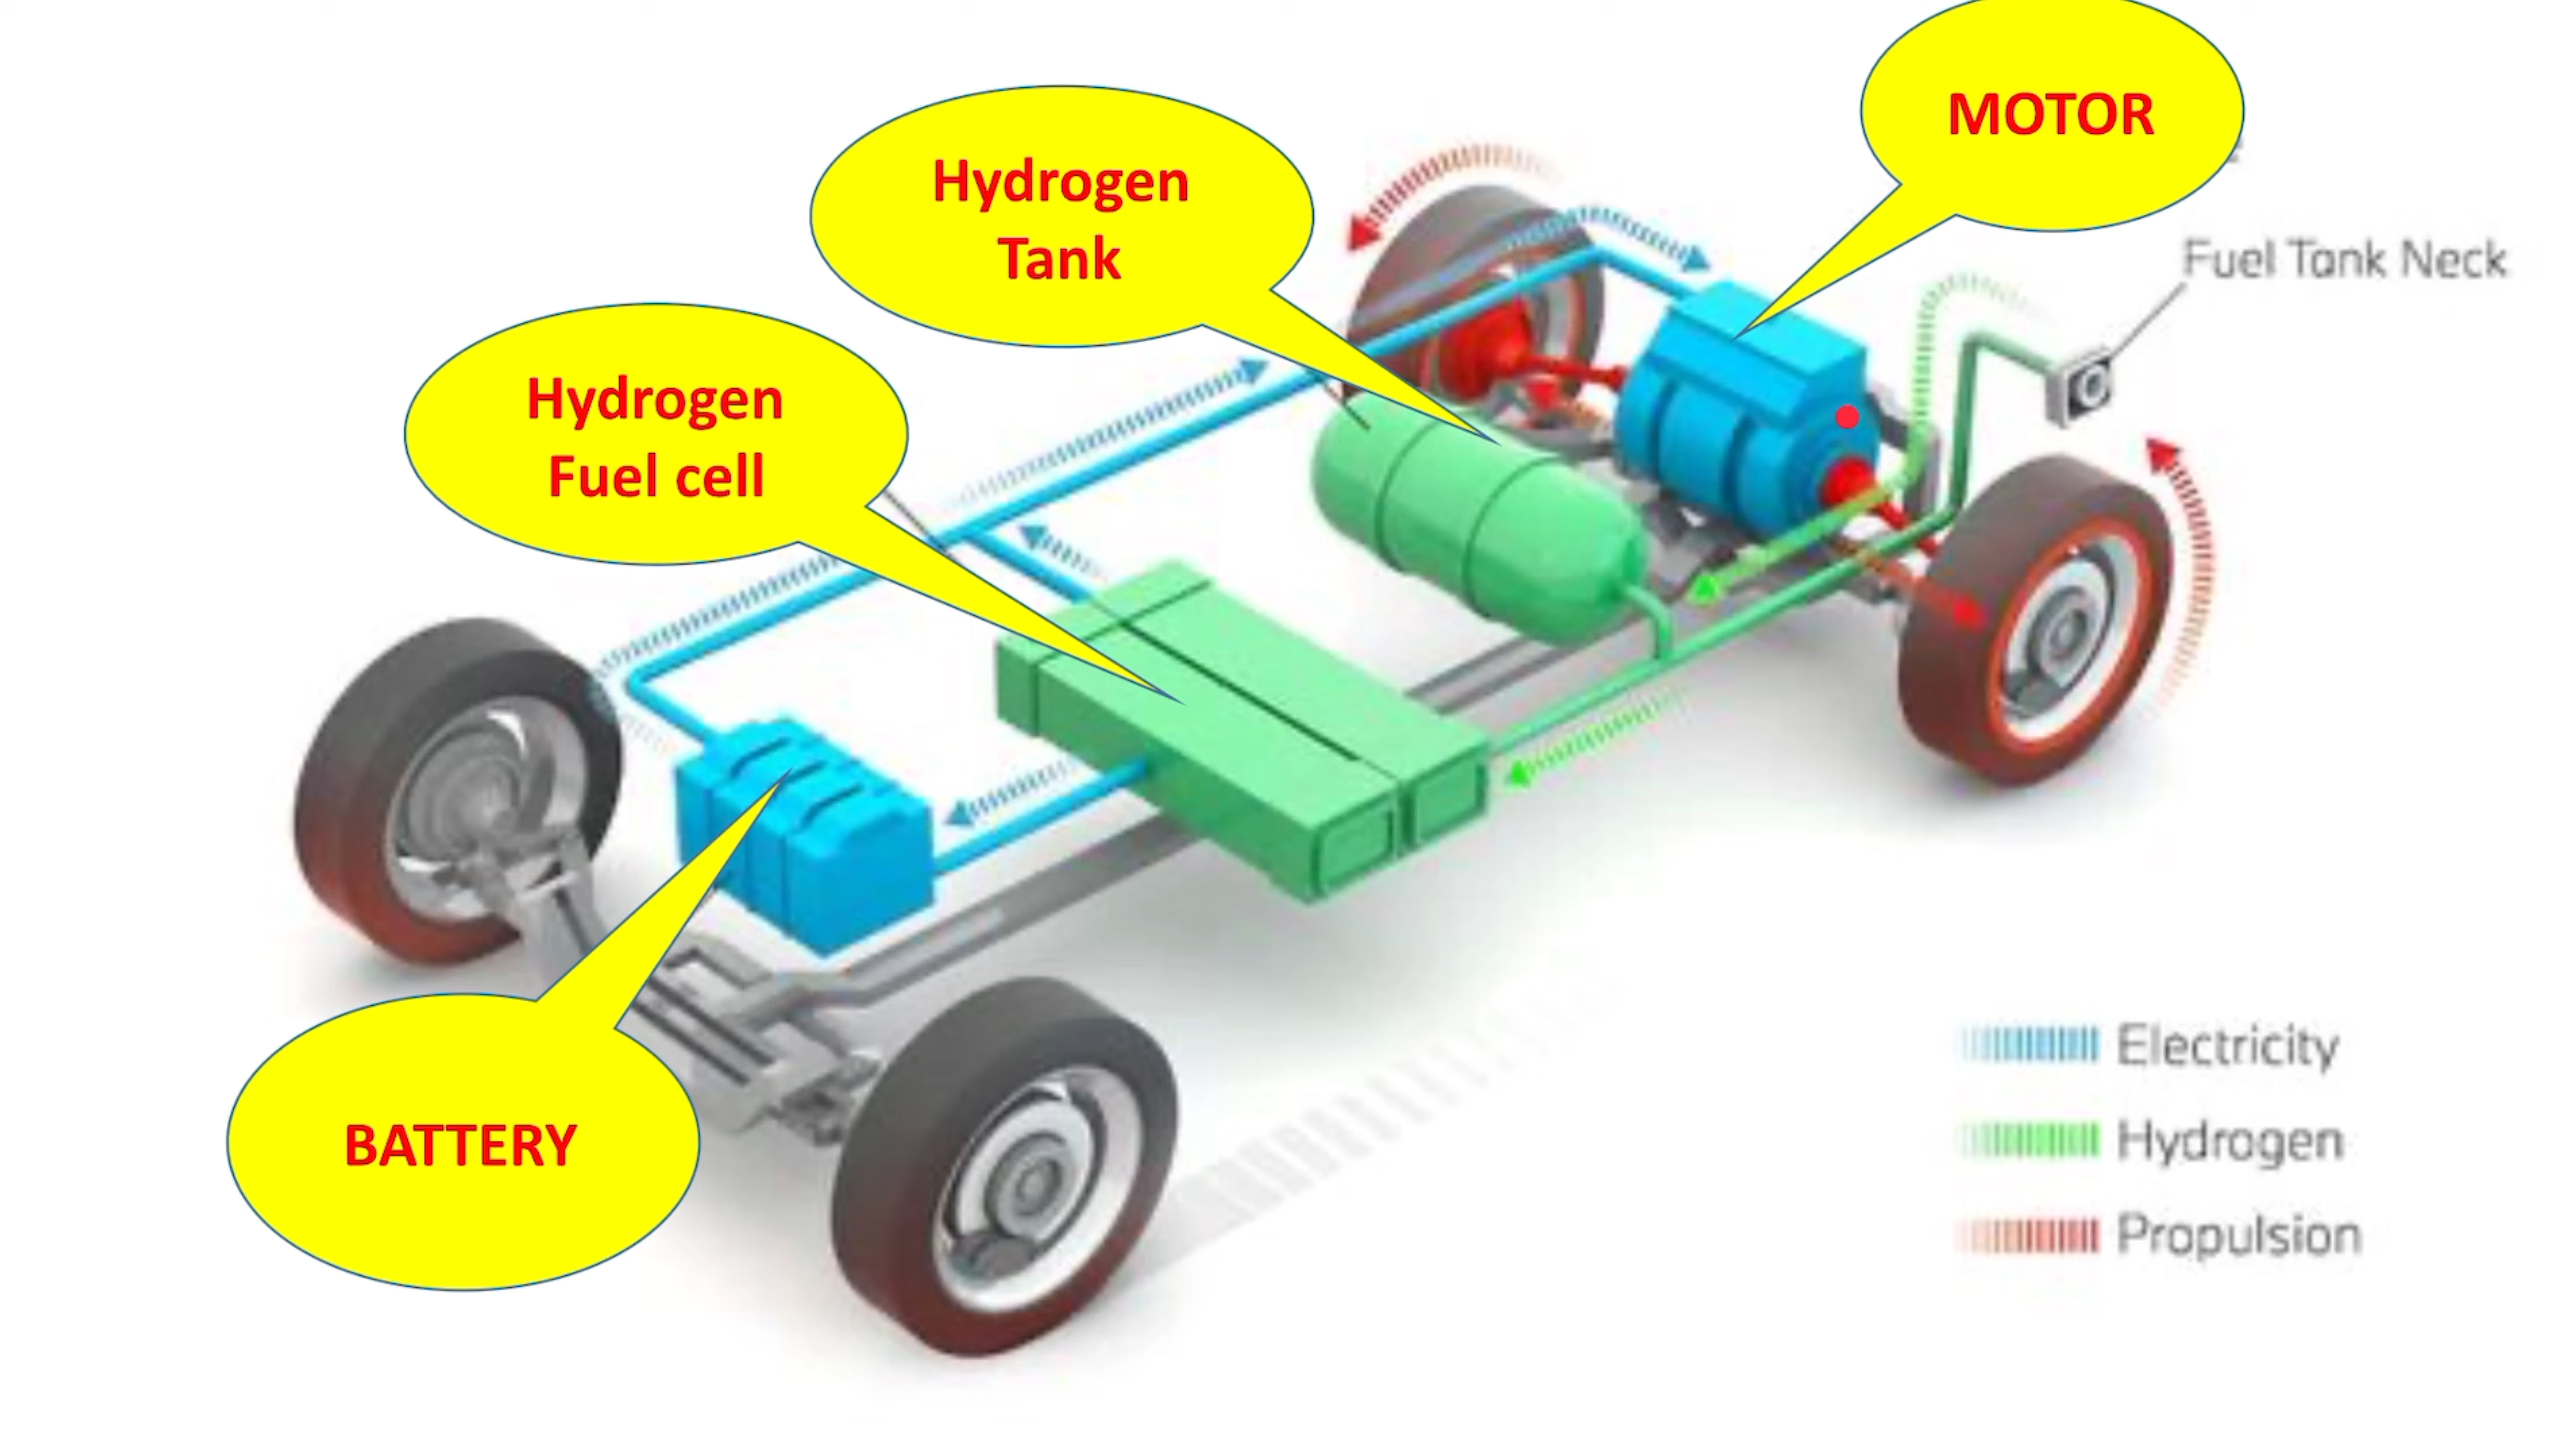 MOTOR
Hydrogen
Tank
Fuel Tank Neck
Hydrogen
Fuel cell
BATTERY
Electricity
Hydrogen
Propulsion